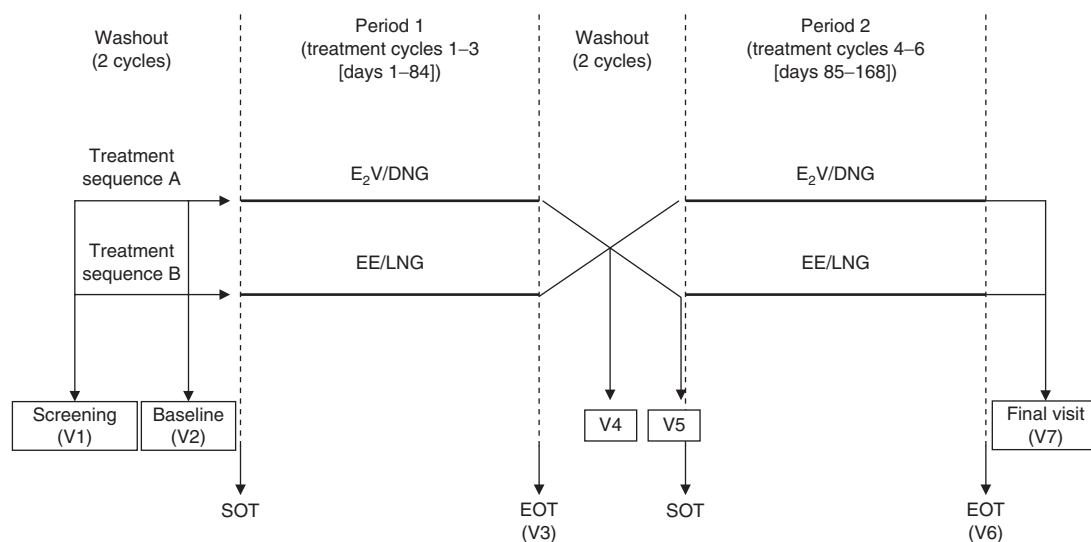 Washout
(2 cycles)
Period 1
(treatment cycles 1–3
[days 1–84])
Washout
(2 cycles)
Period 2
(treatment cycles 4–6
[days 85–168])
Treatment
sequence A
E₂V/DNG
E₂V/DNG
Treatment
sequence B
EE/LNG
EE/LNG
Screening
(V1)
Baseline
(V2)
V4
V5
Final visit
(V7)
SOT
EOT
(V3)
SOT
EOT
(V6)